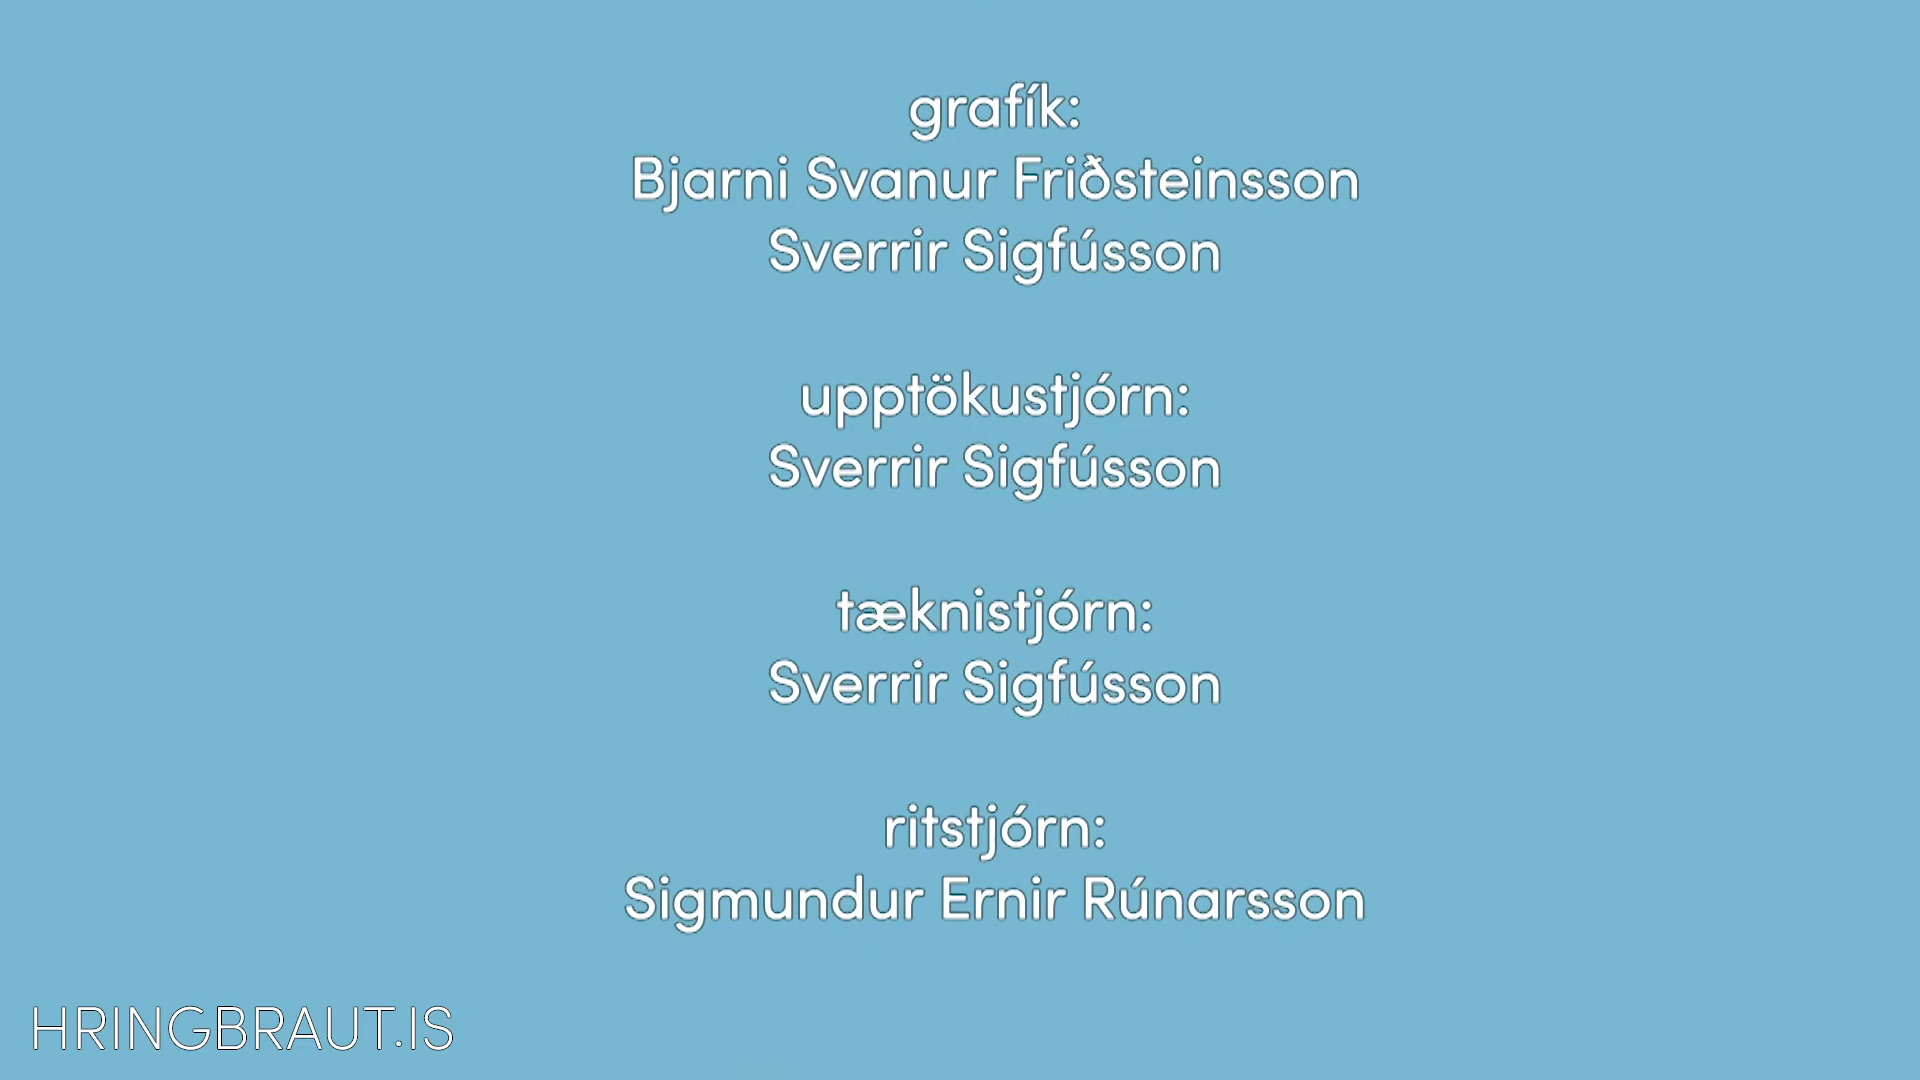 grafík:
Bjarni Svanur Friðsteinsson
Sverrir Sigfússon
upptökustjórn:
Sverrir Sigfússon
tæknistjórn:
Sverrir Sigfússon
ritstjórn:
Sigmundur Ernir Rúnarsson
HRINGBRAUT.IS